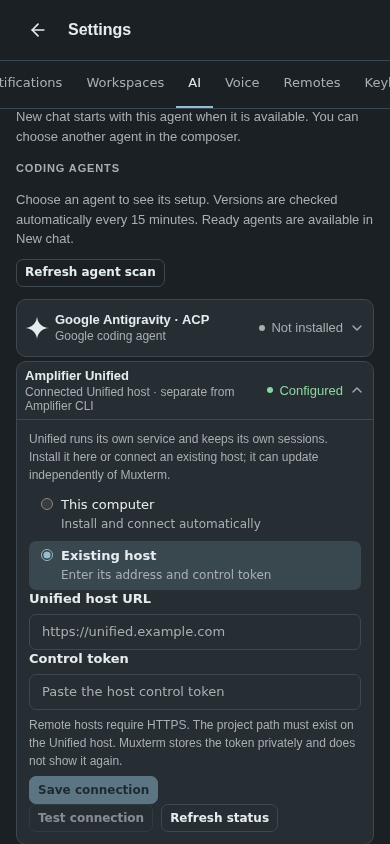 Settings
tifications Workspaces AI Voice Remotes Keyl
New chat starts with this agent when it is available. You can
choose another agent in the composer.
CODING AGENTS
Choose an agent to see its setup. Versions are checked
automatically every 15 minutes. Ready agents are available in
New chat.
Refresh agent scan
Google Antigravity · ACP
Google coding agent
Not installed
Amplifier Unified
Connected Unified host · separate from
Amplifier CLI
Configured
Unified runs its own service and keeps its own sessions.
Install it here or connect an existing host; it can update
independently of Muxterm.
This computer
Install and connect automatically
Existing host
Enter its address and control token
Unified host URL
https://unified.example.com
Control token
Paste the host control token
Remote hosts require HTTPS. The project path must exist on
the Unified host. Muxterm stores the token privately and does
not show it again.
Save connection
Test connection Refresh status